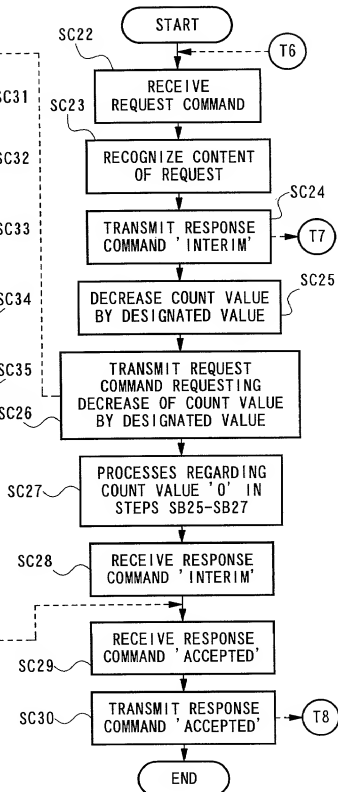 START
T6
SC22
RECEIVE
REQUEST COMMAND
SC31
SC23
RECOGNIZE CONTENT
OF REQUEST
SC32
SC24
TRANSMIT RESPONSE
COMMAND 'INTERIM'
T7
SC33
DECREASE COUNT VALUE
BY DESIGNATED VALUE
SC25
SC34
TRANSMIT REQUEST
COMMAND REQUESTING
DECREASE OF COUNT VALUE
BY DESIGNATED VALUE
SC35
SC26
PROCESSES REGARDING
COUNT VALUE '0' IN
STEPS SB25-SB27
SC27
RECEIVE RESPONSE
COMMAND 'INTERIM'
SC28
RECEIVE RESPONSE
COMMAND 'ACCEPTED'
SC29
TRANSMIT RESPONSE
COMMAND 'ACCEPTED'
SC30
T8
END